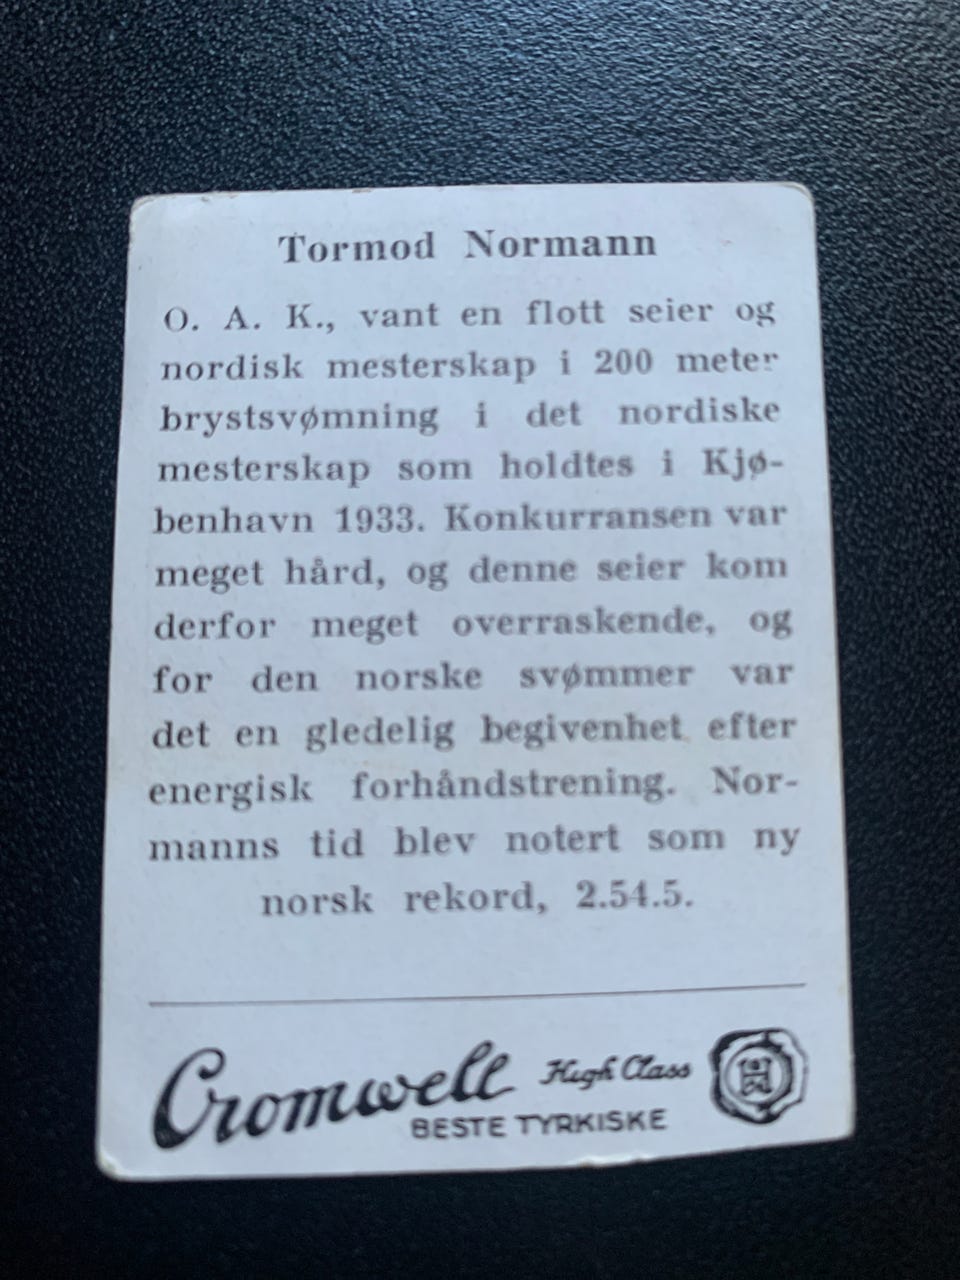 Tormod Normann
O. A. K., vant en flott seier og
nordisk mesterskap i 200 meter
brystsvømning i det nordiske
mesterskap som holdtes i Kjø-
benhavn 1933. Konkurransen var
meget hård, og denne seier kom
derfor meget overraskende, og
for den norske svømmer var
det en gledelig begivenhet efter
energisk forhåndstrening. Nor-
manns tid blev notert som ny
norsk rekord, 2.54.5.
Cromwell High Class
BESTE TYRKISKE